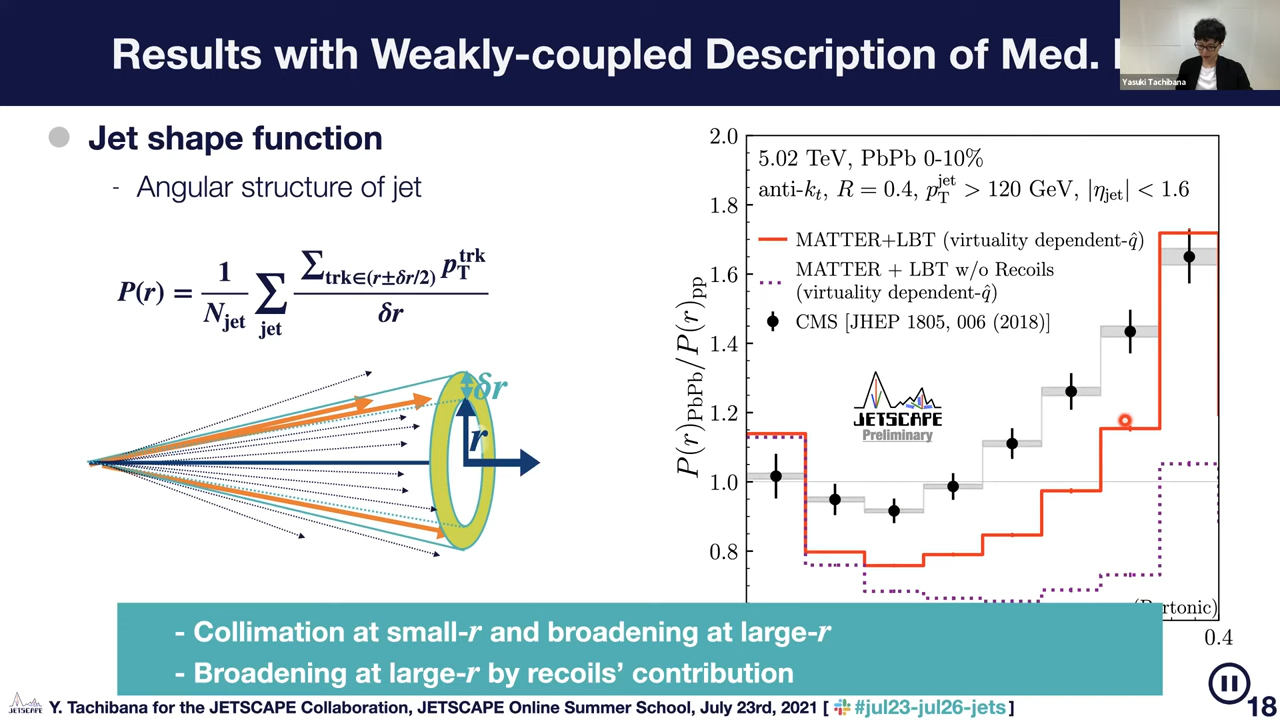 Results with Weakly-coupled Description of Med.
Yasuki Tachibana
Jet shape function
- Angular structure of jet
P(r) = 1/N_jet ∑_jet ∑_trk∈(r±δr/2) p_T^trk / δr
δr
r
2.0
1.8
1.6
1.4
1.2
1.0
0.8
P(r)_PbPb/P(r)_pp
5.02 TeV, PbPb 0-10%
anti-k_t, R = 0.4, p_T^jet > 120 GeV, |η_jet| < 1.6
MATTER+LBT (virtuality dependent-q̂)
MATTER + LBT w/o Recoils
(virtuality dependent-q̂)
CMS [JHEP 1805, 006 (2018)]
JETSCAPE
Preliminary
0.4
- Collimation at small-r and broadening at large-r
- Broadening at large-r by recoils' contribution
JETSCAPE
Y. Tachibana for the JETSCAPE Collaboration, JETSCAPE Online Summer School, July 23rd, 2021 [ #jul23-jul26-jets ]
18